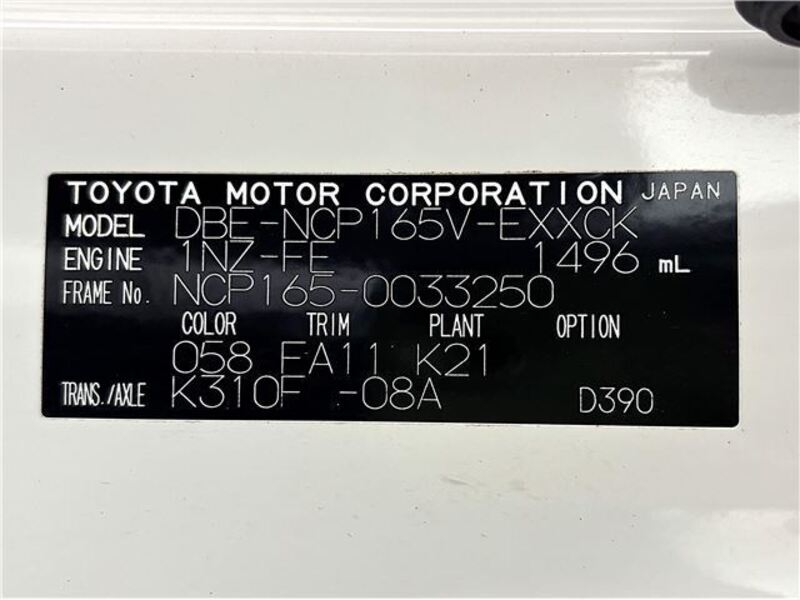 TOYOTA MOTOR CORPORATION JAPAN
MODEL DBE-NCP165V-EXXCK
ENGINE 1NZ-FE 1496 mL
FRAME No. NCP165-0033250
COLOR TRIM PLANT OPTION
058 FA11 K21
TRANS./AXLE K310F -08A D390